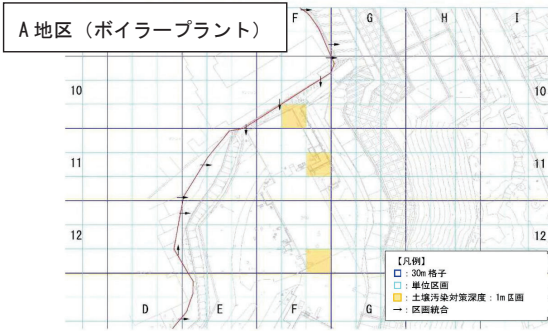 A地区（ボイラープラント）
F G H I
10 10
11 11
12 12
【凡例】
：30m格子
：単位区画
：土壌汚染対策深度：1m区画
→：区画統合
D E F G